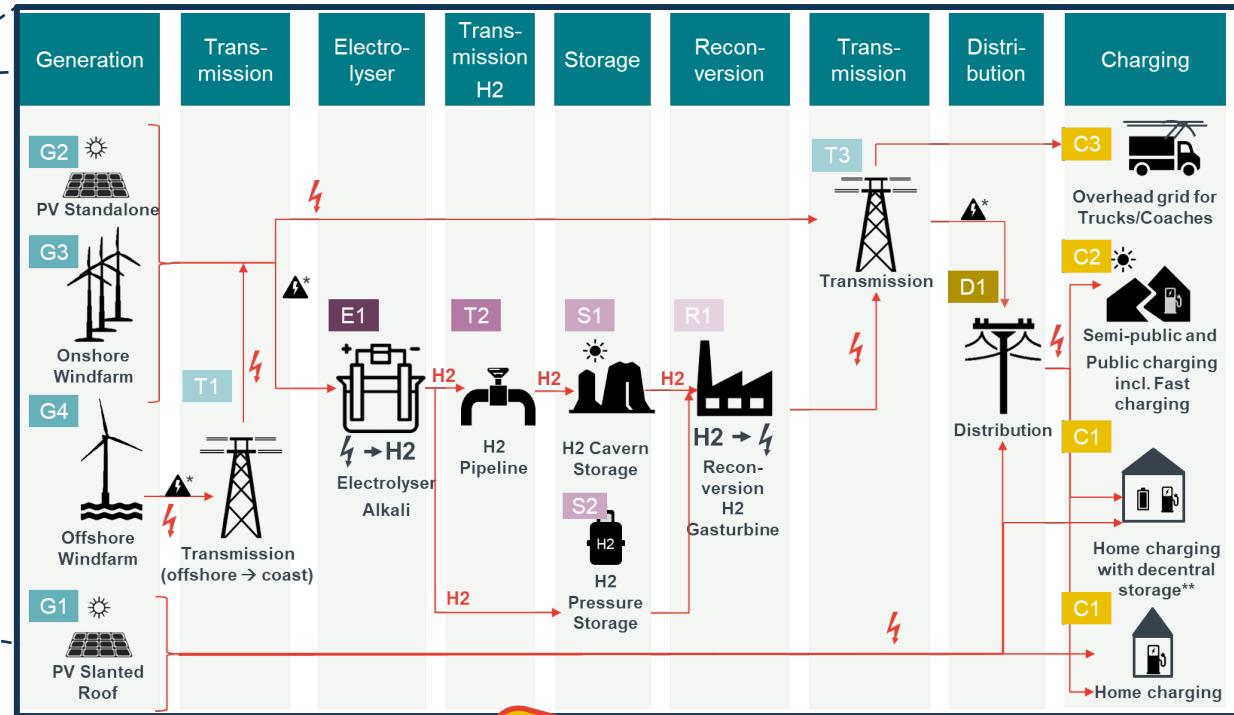 Generation
Trans-
mission
Electro-
lyser
Trans-
mission
H2
Storage
Recon-
version
Trans-
mission
Distri-
bution
Charging
G2
PV Standalone
G3
Onshore
Windfarm
G4
Offshore
Windfarm
G1
PV Slanted
Roof
*
T1
Transmission
(offshore → coast)
*
E1
+
-
→ H2
Electrolyser
Alkali
H2
H2
T2
H2
Pipeline
H2
S1
H2 Cavern
Storage
S2
H2
H2
Pressure
Storage
H2
R1
H2 →
Recon-
version
H2
Gasturbine
T3
Transmission
*
D1
Distribution
C3
Overhead grid for
Trucks/Coaches
C2
Semi-public and
Public charging
incl. Fast
charging
C1
Home charging
with decentral
storage**
C1
Home charging